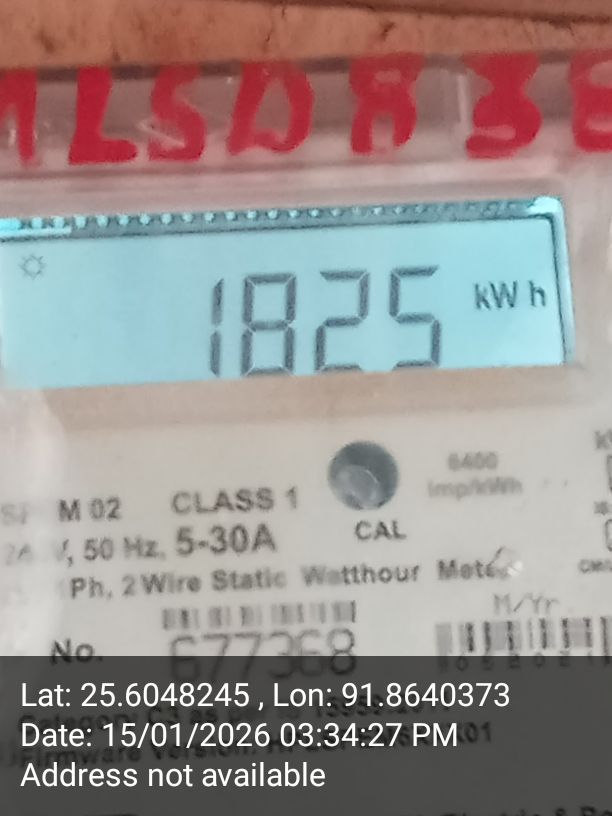 LSDR38
1825 kWh
6400
M 02 CLASS 1 imp/kWh
V, 50 Hz, 5-30A CAL
Ph, 2 Wire Static Watthour Meter
M/Yr
No. 677368
Lat: 25.6048245 , Lon: 91.8640373
Date: 15/01/2026 03:34:27 PM
Address not available